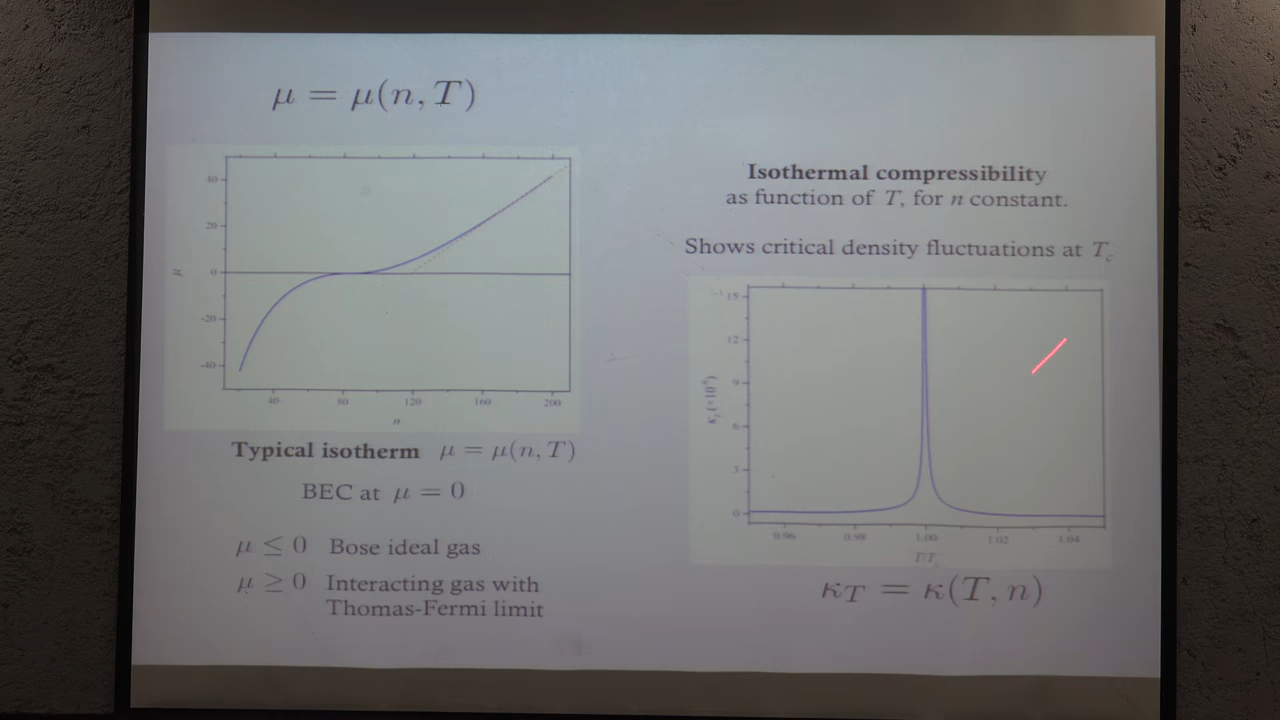 μ = μ(n, T)
40
20
0
-20
-40
μ
40
80
120
160
200
n
Typical isotherm μ = μ(n, T)
BEC at μ = 0
μ ≤ 0 Bose ideal gas
μ ≥ 0 Interacting gas with
Thomas-Fermi limit
Isothermal compressibility
as function of T, for n constant.
Shows critical density fluctuations at T_c
15
12
9
6
3
0
0.96
0.98
1.00
1.02
1.04
κ_T = κ(T, n)